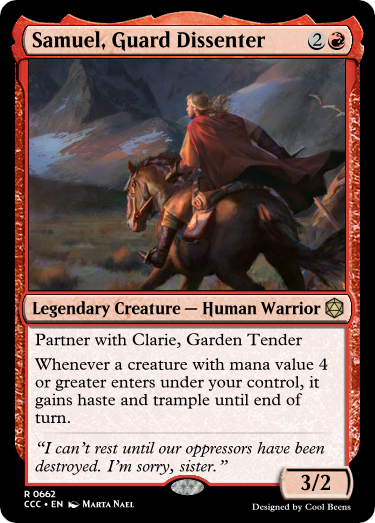 Samuel, Guard Dissenter 2
Legendary Creature — Human Warrior
Partner with Clarie, Garden Tender
Whenever a creature with mana value 4
or greater enters under your control, it
gains haste and trample until end of
turn.
“I can't rest until our oppressors have been
destroyed. I'm sorry, sister.”
3/2
R 0662
CCC • EN Marta Nael
Designed by Cool Beens